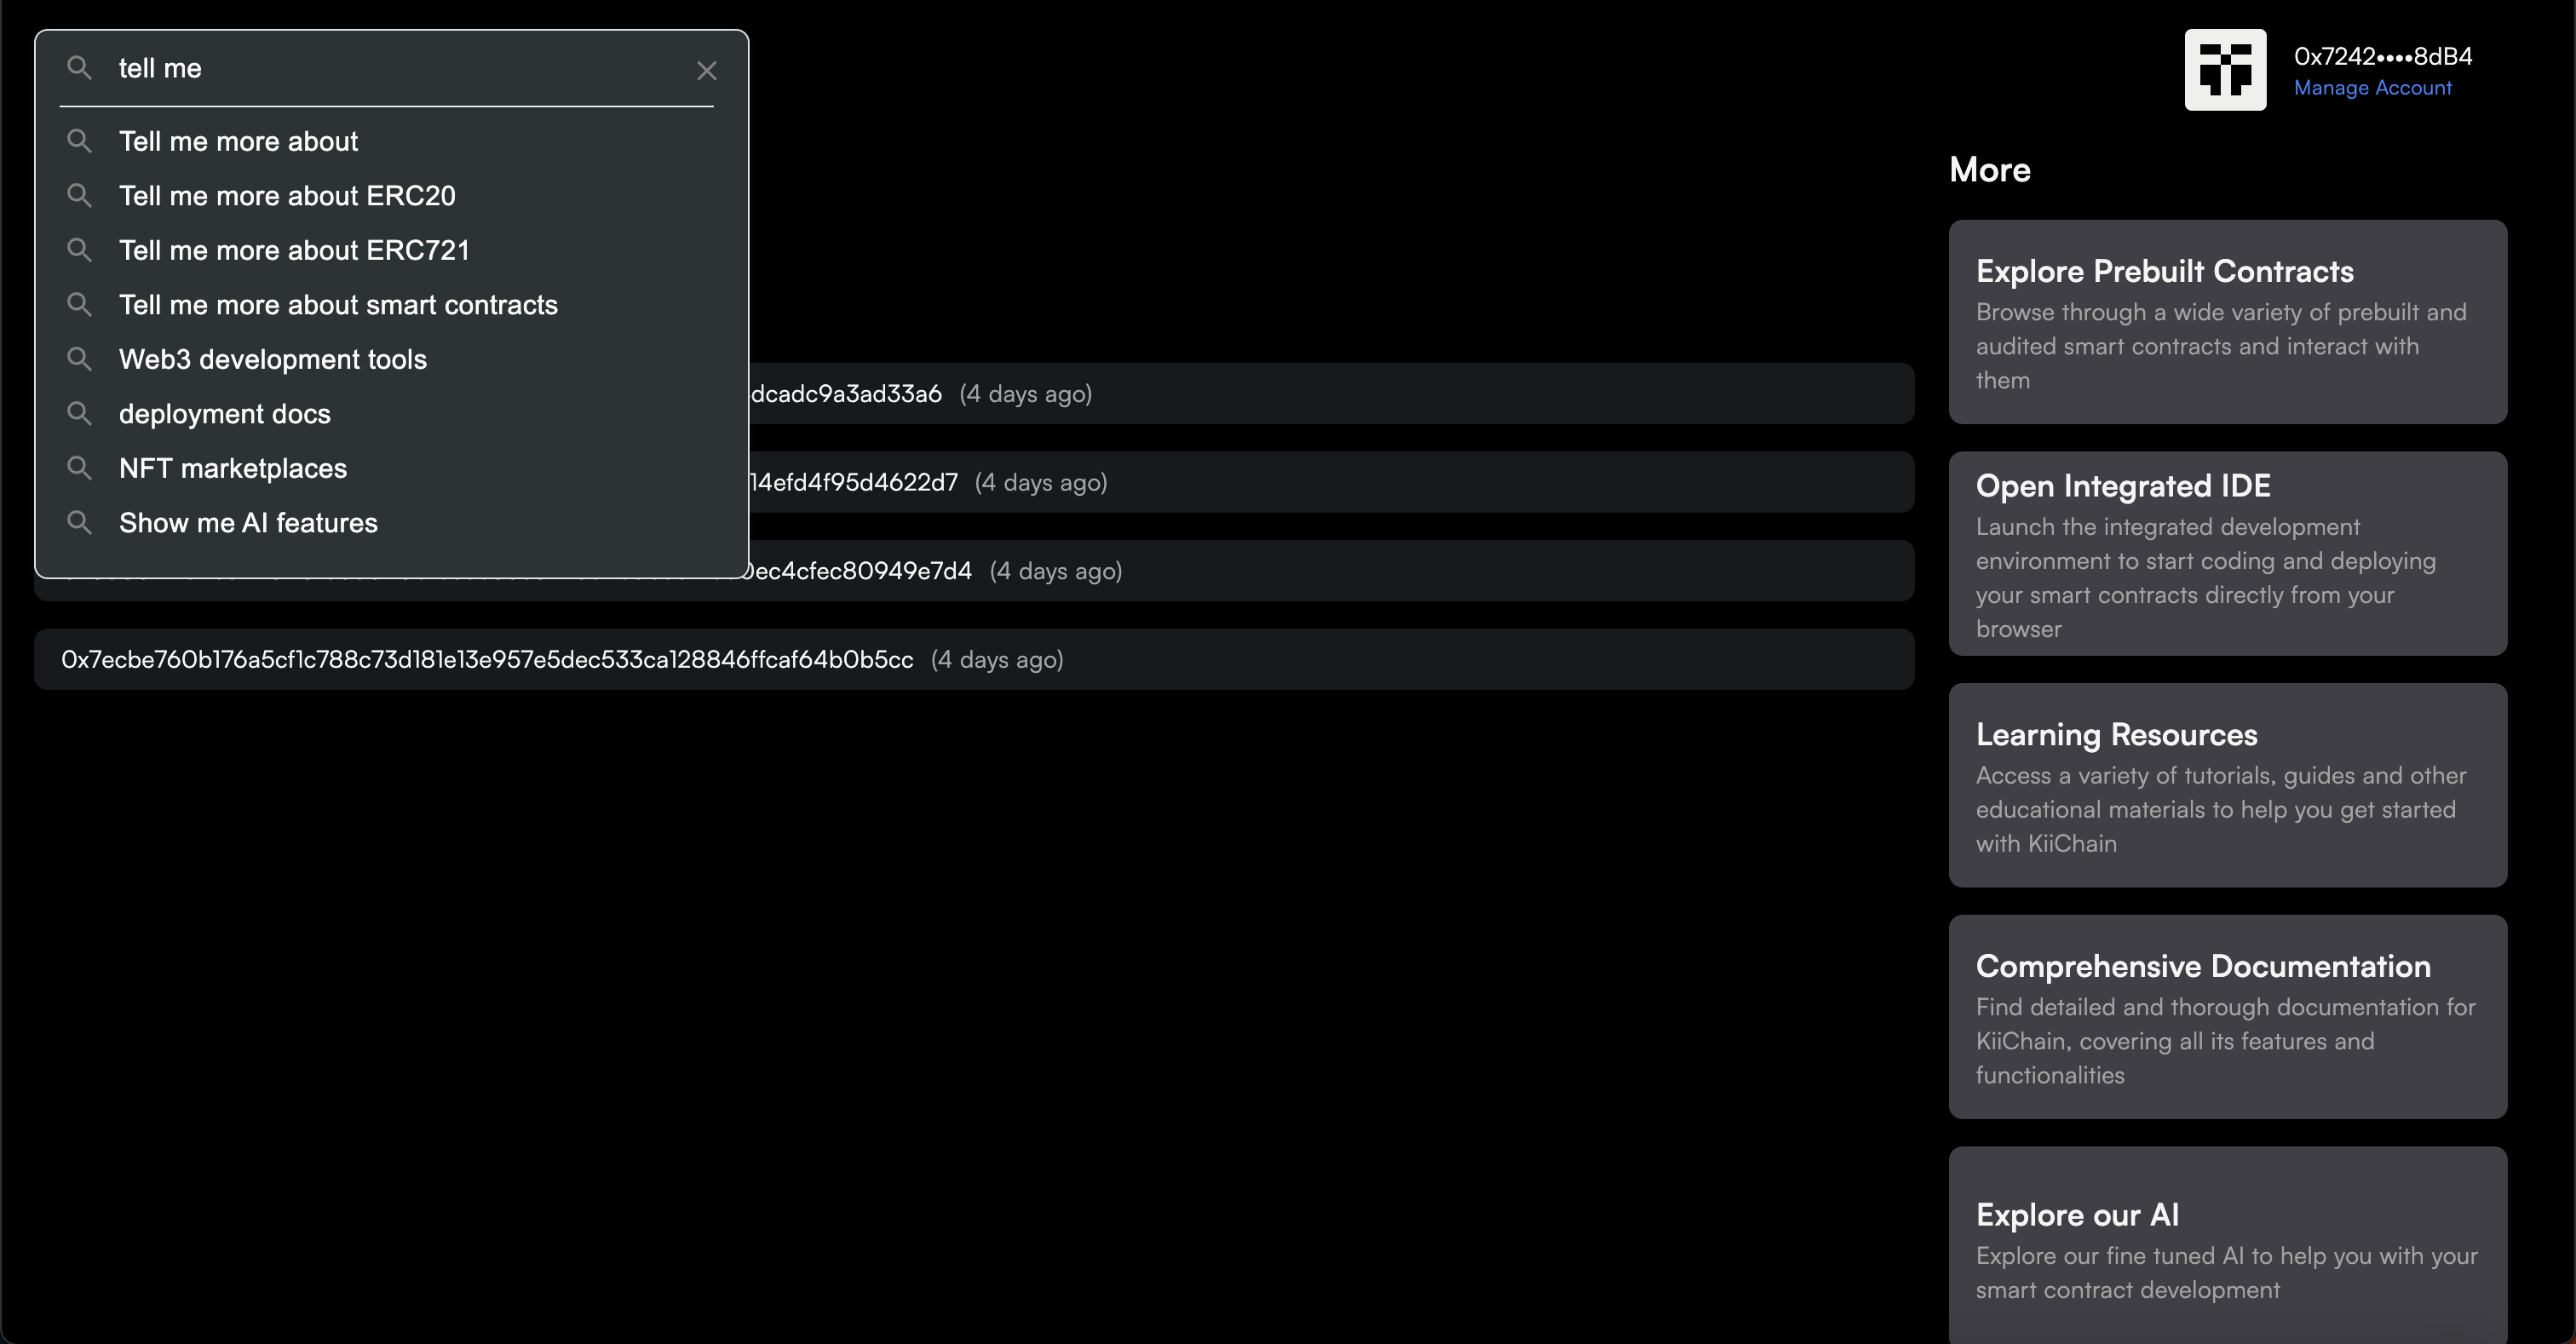 tell me
Tell me more about
Tell me more about ERC20
Tell me more about ERC721
Tell me more about smart contracts
Web3 development tools
deployment docs
NFT marketplaces
Show me AI features
dcadc9a3ad33a6 (4 days ago)
14efd4f95d4622d7 (4 days ago)
0ec4cfec80949e7d4 (4 days ago)
0x7ecbe760b176a5cf1c788c73d181e13e957e5dec533ca128846ffcaf64b0b5cc (4 days ago)
0x7242••••8dB4
Manage Account
More
Explore Prebuilt Contracts
Browse through a wide variety of prebuilt and
audited smart contracts and interact with
them
Open Integrated IDE
Launch the integrated development
environment to start coding and deploying
your smart contracts directly from your
browser
Learning Resources
Access a variety of tutorials, guides and other
educational materials to help you get started
with KiiChain
Comprehensive Documentation
Find detailed and thorough documentation for
KiiChain, covering all its features and
functionalities
Explore our AI
Explore our fine tuned AI to help you with your
smart contract development